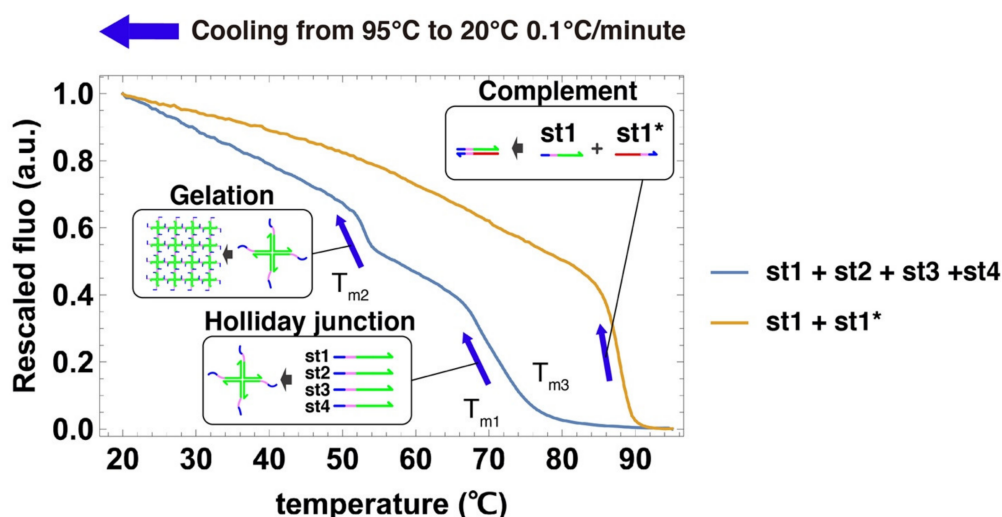 Cooling from 95°C to 20°C 0.1°C/minute
Rescaled fluo (a.u.)
1.0
0.8
0.6
0.4
0.2
0.0
Complement
st1
+
st1*
Gelation
Tm2
Holliday junction
st1
st2
st3
st4
Tm1
Tm3
20
30
40
50
60
70
80
90
temperature (℃)
st1 + st2 + st3 +st4
st1 + st1*